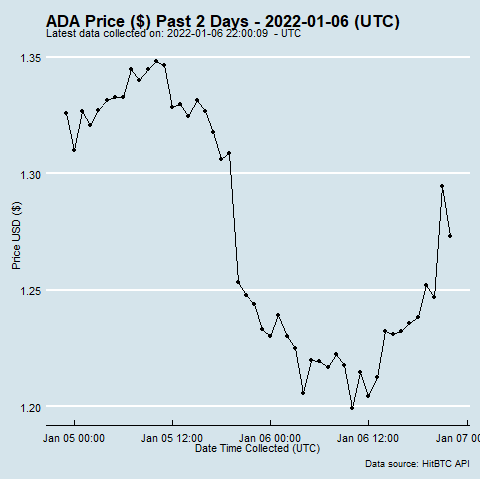 ADA Price ($) Past 2 Days - 2022-01-06 (UTC)
Latest data collected on: 2022-01-06 22:00:09 - UTC
1.35
1.30
1.25
1.20
Price USD ($)
Jan 05 00:00 Jan 05 12:00 Jan 06 00:00 Jan 06 12:00 Jan 07 0
Date Time Collected (UTC)
Data source: HitBTC API